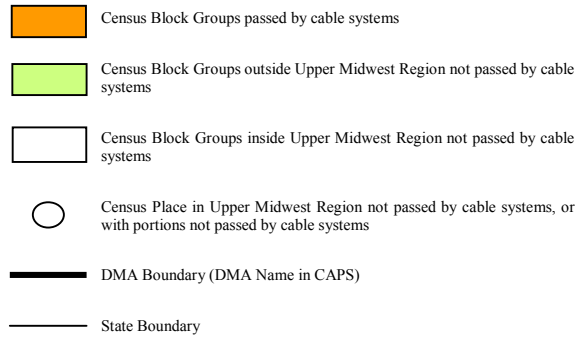 Census Block Groups passed by cable systems
Census Block Groups outside Upper Midwest Region not passed by cable
systems
Census Block Groups inside Upper Midwest Region not passed by cable
systems
Census Place in Upper Midwest Region not passed by cable systems, or
with portions not passed by cable systems
DMA Boundary (DMA Name in CAPS)
State Boundary